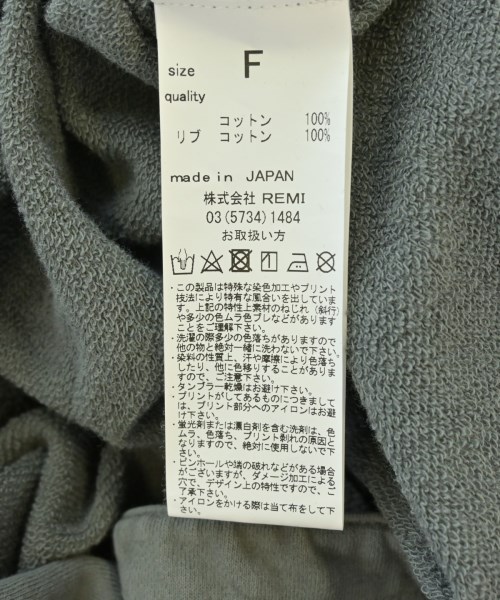 size F
quality
コットン 100%
リブ コットン 100%
made in JAPAN
株式会社 REMI
03(5734)1484
お取扱い方
・この製品は特殊な染色加工やプリント
技法により特有な風合いを出していま
す。上記の特性上素材のねじれ(斜行)
や多少の色ムラ色ブレなどがあります
ことをご理解下さい。
・洗濯の際多少の色落ちがありますので
他の物と絶対一緒に洗わないで下さい。
・染料の性質上、汗や摩擦により色落ち
したり、他に色移りすることがありま
すので、ご注意下さい。
・タンブラー乾燥はお避け下さい。
・プリントがしてあるものにつきまして
は、プリント部分へのアイロンはお避
け下さい。
・蛍光剤または漂白剤を含む洗剤は、色
ムラ、色落ち、プリント剥れの原因と
なりますので、絶対に使用しないで下
さい。
・ピンホールや端の破れなどがある場合
がございますが、ダメージ加工による
穴で、デザイン上の特性ですので、ご
了承下さい。
・アイロンをかける際は当て布をして下
さい。